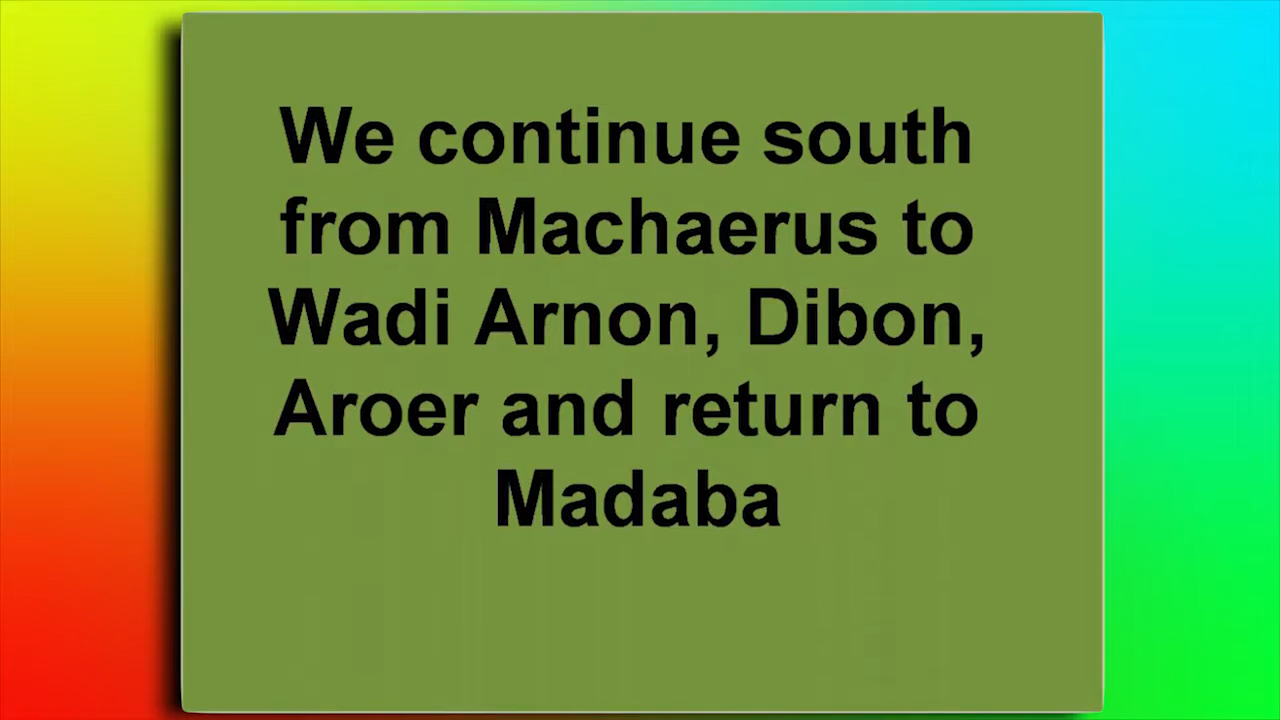 We continue south
from Machaerus to
Wadi Arnon, Dibon,
Aroer and return to
Madaba